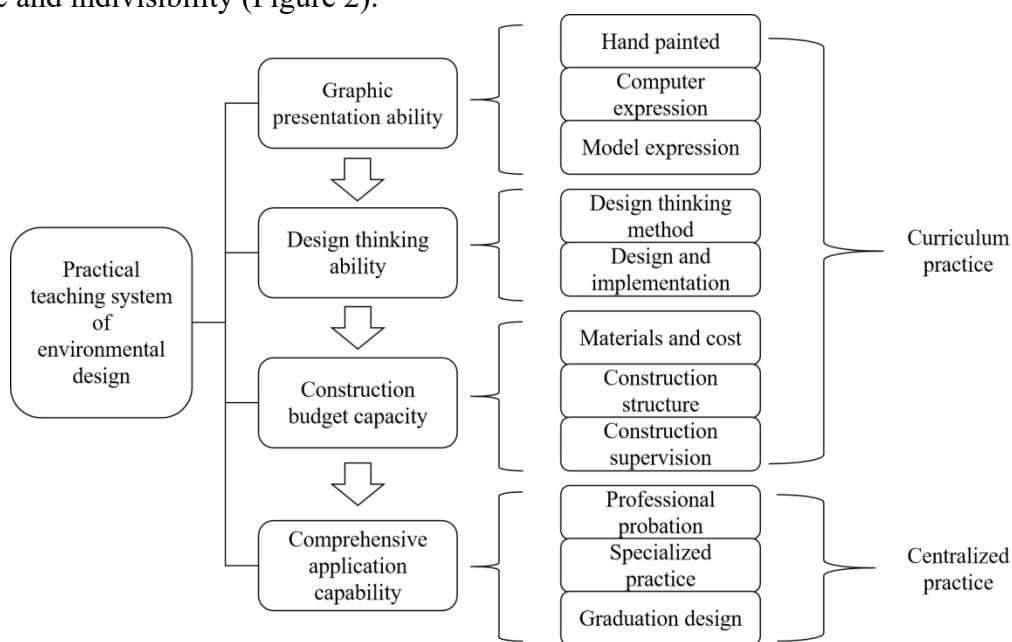 e and indivisibility (Figure 2).
Practical
teaching system
of
environmental
design
Graphic
presentation ability
Design thinking
ability
Construction
budget capacity
Comprehensive
application
capability
Hand painted
Computer
expression
Model expression
Design thinking
method
Design and
implementation
Materials and cost
Construction
structure
Construction
supervision
Professional
probation
Specialized
practice
Graduation design
Curriculum
practice
Centralized
practice